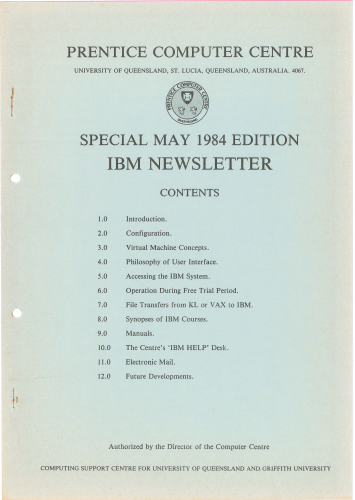 PRENTICE COMPUTER CENTRE
UNIVERSITY OF QUEENSLAND, ST. LUCIA, QUEENSLAND, AUSTRALIA. 4067.
PRENTICE COMPUTER CENTRE
SPECIAL MAY 1984 EDITION
IBM NEWSLETTER
CONTENTS
1.0 Introduction.
2.0 Configuration.
3.0 Virtual Machine Concepts.
4.0 Philosophy of User Interface.
5.0 Accessing the IBM System.
6.0 Operation During Free Trial Period.
7.0 File Transfers from KL or VAX to IBM.
8.0 Synopses of IBM Courses.
9.0 Manuals.
10.0 The Centre's 'IBM HELP' Desk.
11.0 Electronic Mail.
12.0 Future Developments.
Authorized by the Director of the Computer Centre
COMPUTING SUPPORT CENTRE FOR UNIVERSITY OF QUEENSLAND AND GRIFFITH UNIVERSITY